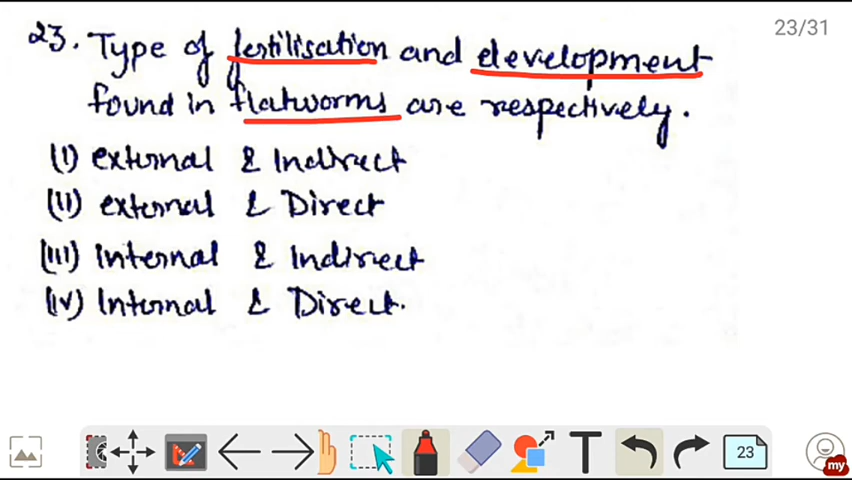 23/31
23. Type of fertilisation and development
found in flatworms are respectively.
(I) external & Indirect
(II) external & Direct
(III) Internal & Indirect
(IV) Internal & Direct.
T
23
my